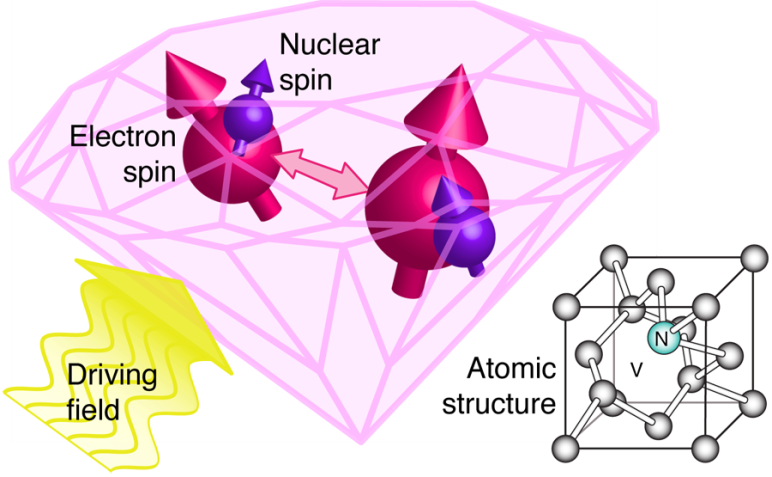 Nuclear
spin
Electron
spin
Driving
field
Atomic
structure
N
V